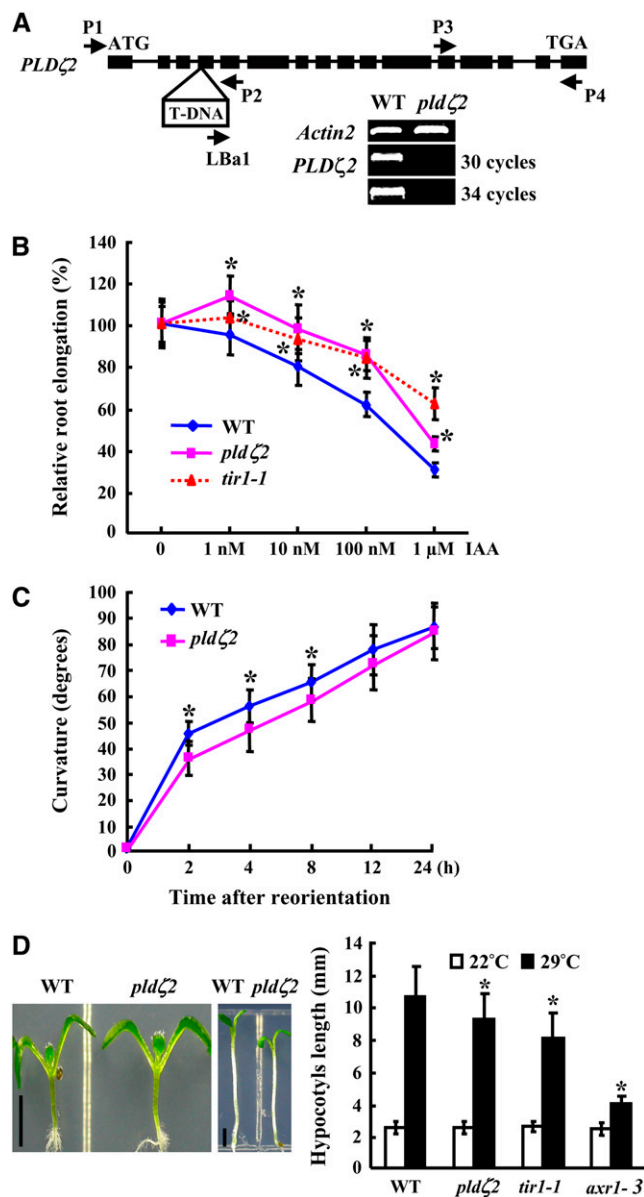 A
P1
ATG
P3
TGA
PLDζ2
P2
P4
T-DNA
LBa1
WT pldζ2
Actin2
PLDζ2
30 cycles
34 cycles
B
Relative root elongation (%)
140
120
100
80
60
40
20
0
* * * * * * * *
WT
pldζ2
tir1-1
0 1 nM 10 nM 100 nM 1 µM IAA
C
Curvature (degrees)
100
90
80
70
60
50
40
30
20
10
0
WT
pldζ2
* * *
0 2 4 8 12 24 (h)
Time after reorientation
D
WT pldζ2
WT pldζ2
Hypocotyls length (mm)
14
12
10
8
6
4
2
0
22°C 29°C
* * *
WT pldζ2 tir1-1 axr1-3